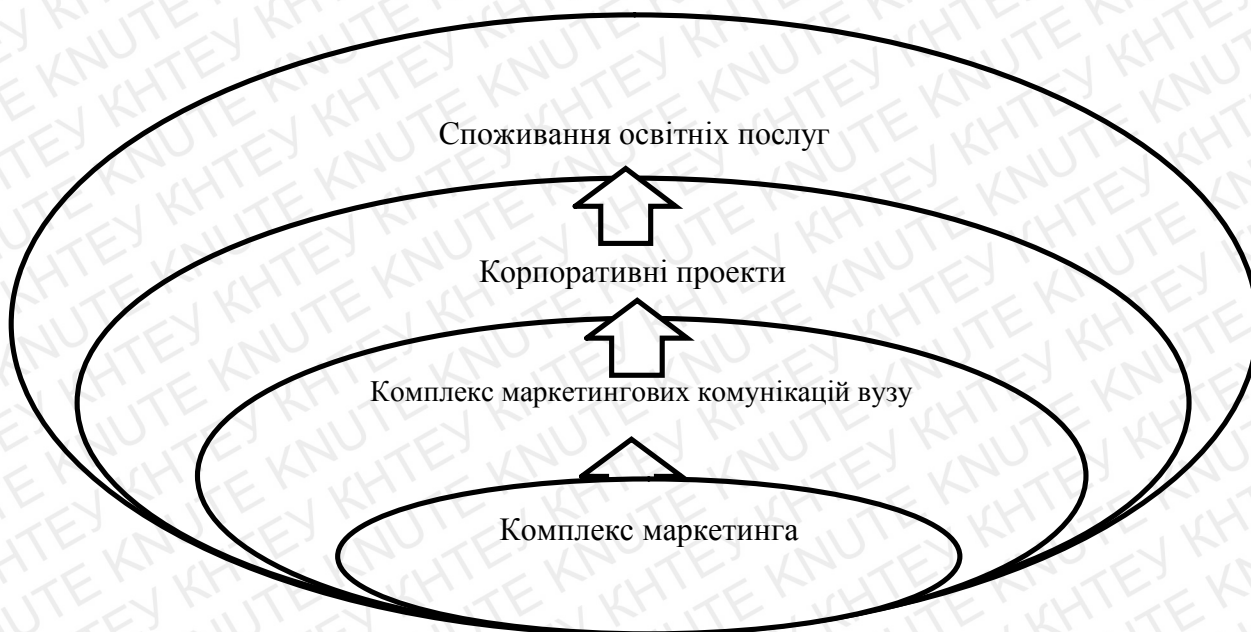 Споживання освітніх послуг
Корпоративні проекти
Комплекс маркетингових комунікацій вузу
Комплекс маркетинга